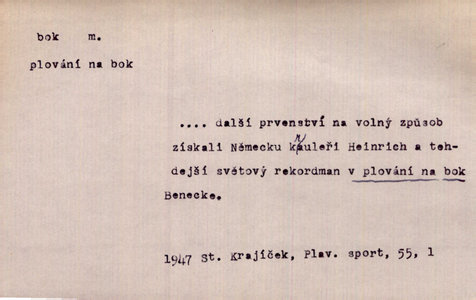 bok m.
plování na bok
.... další prvenství na volný způsob
získali Německu krauleři Heinrich a teh-
dejší světový rekordman v plování na bok
Benecke.
1947 St. Krajíček, Plav. sport, 55, 1